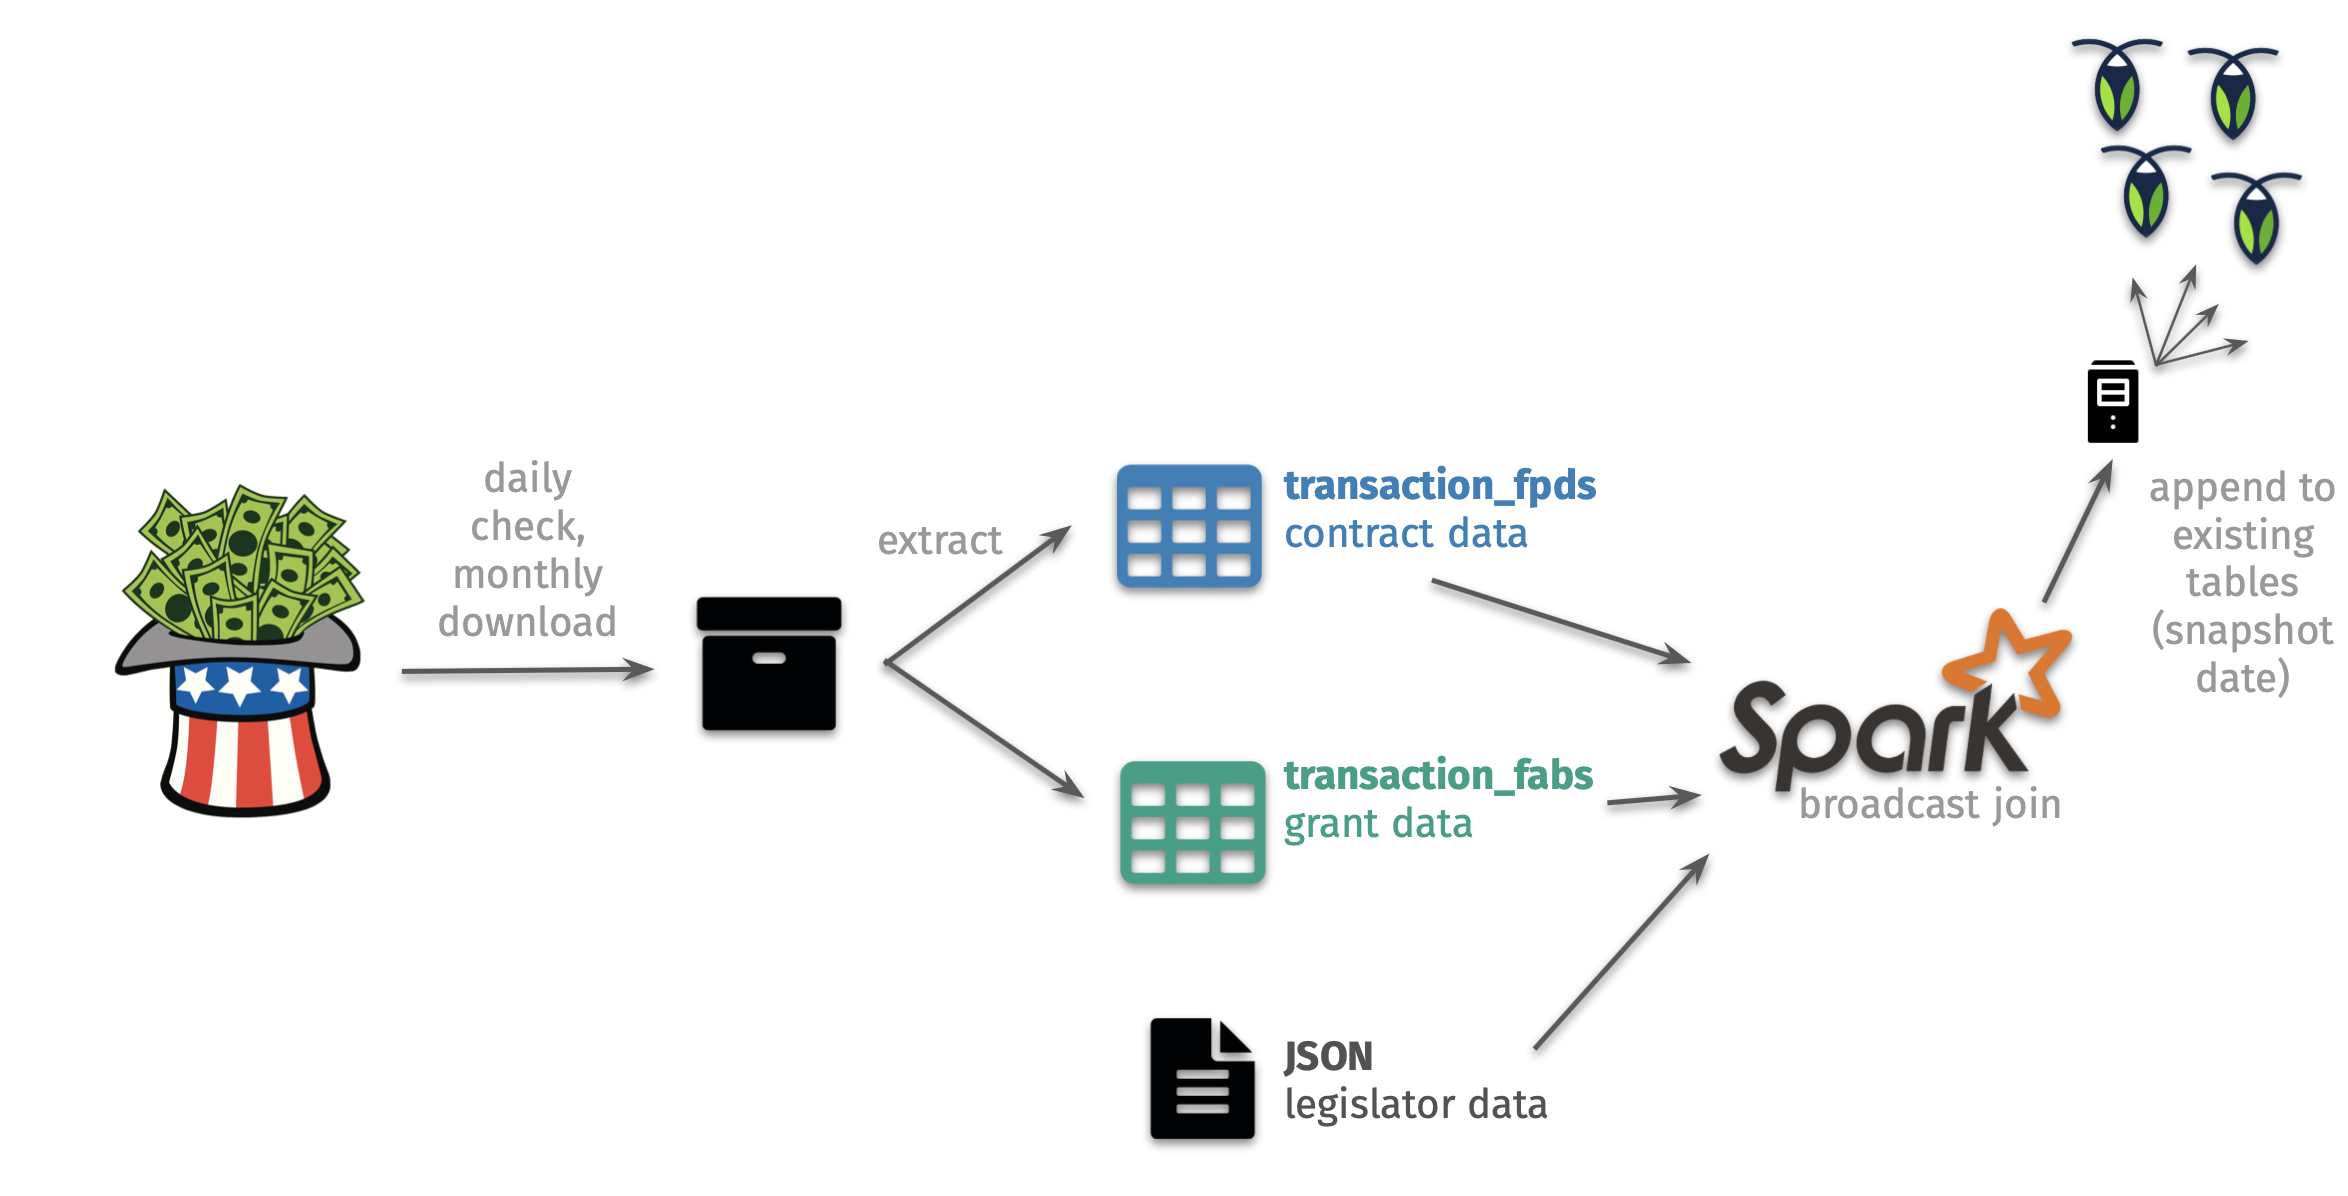 daily
check,
monthly
download
extract
transaction_fpds
contract data
transaction_fabs
grant data
JSON
legislator data
Spark
broadcast join
append to
existing
tables
(snapshot
date)